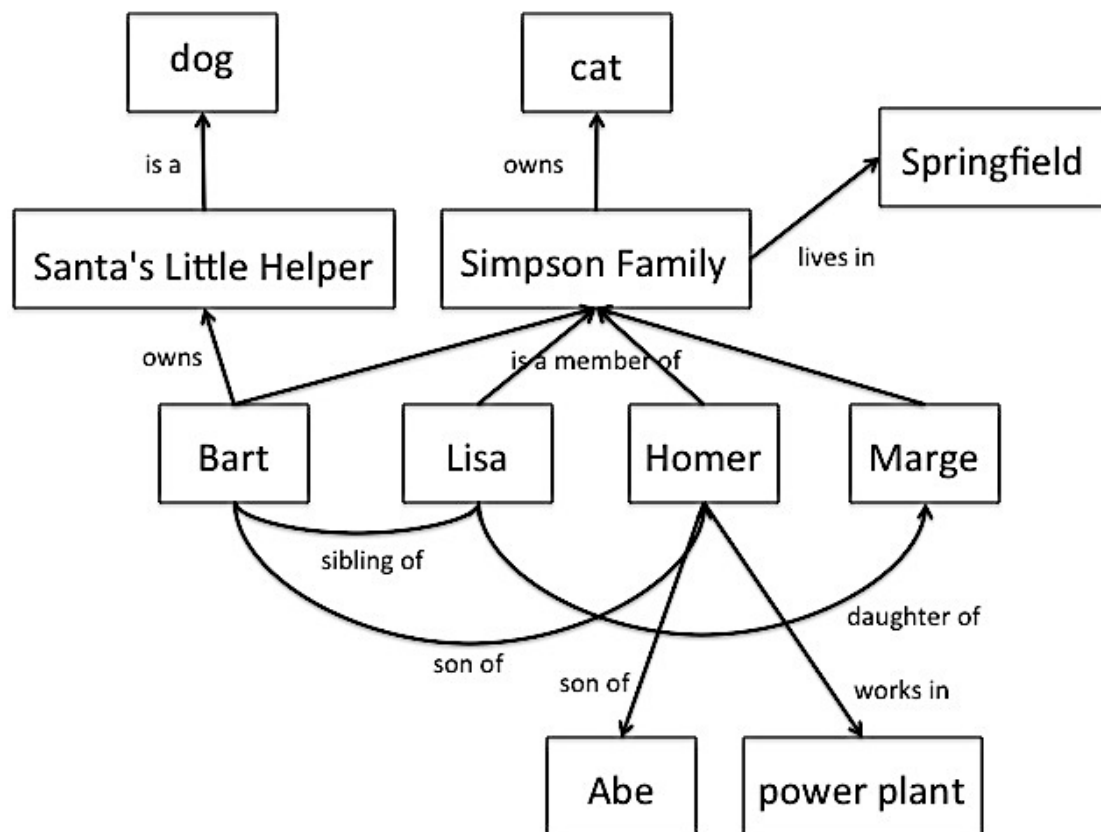 dog
cat
owns
is a
Springfield
Santa's Little Helper
Simpson Family
lives in
owns
is a member of
Bart
Lisa
Homer
Marge
sibling of
daughter of
son of
son of
works in
Abe
power plant